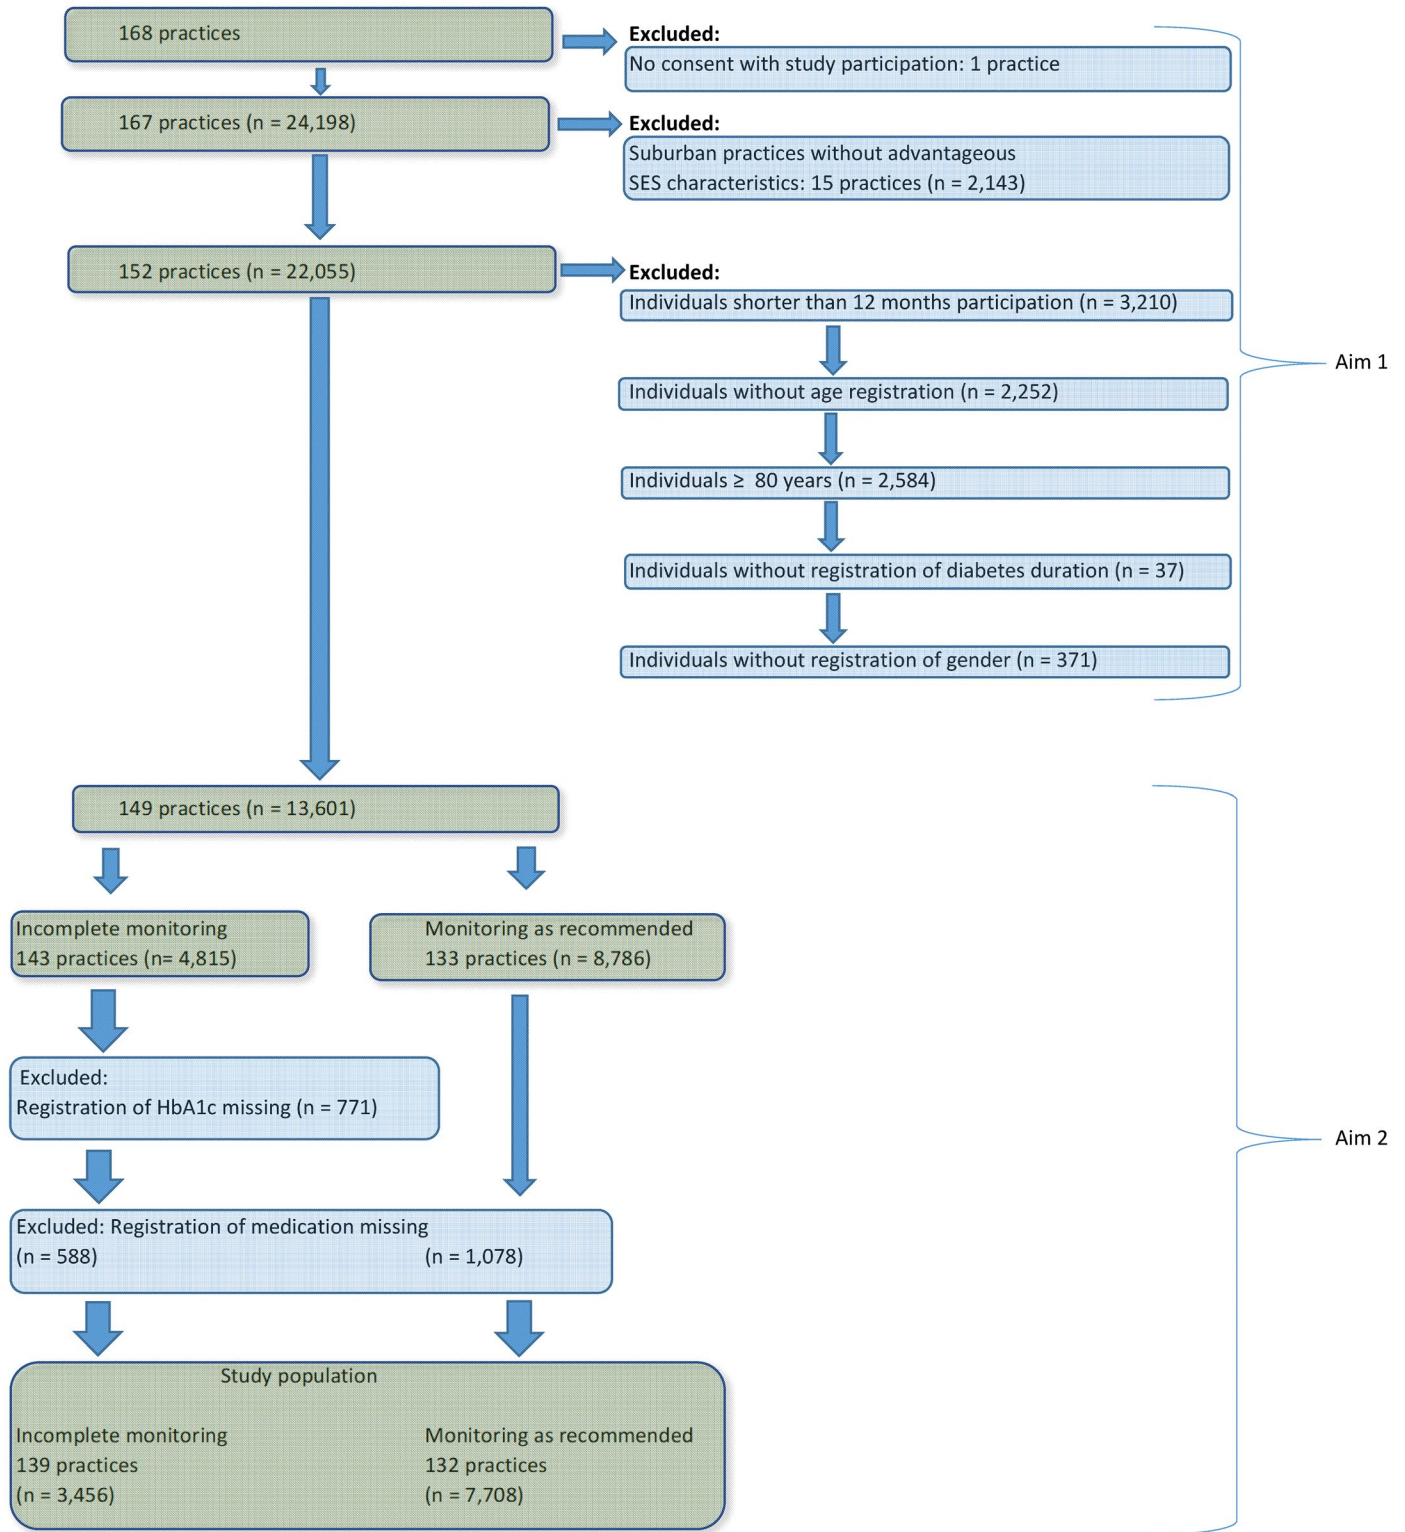 168 practices
Excluded:
No consent with study participation: 1 practice
167 practices (n = 24,198)
Excluded:
Suburban practices without advantageous
SES characteristics: 15 practices (n = 2,143)
152 practices (n = 22,055)
Excluded:
Individuals shorter than 12 months participation (n = 3,210)
Individuals without age registration (n = 2,252)
Individuals ≥ 80 years (n = 2,584)
Individuals without registration of diabetes duration (n = 37)
Individuals without registration of gender (n = 371)
Aim 1
149 practices (n = 13,601)
Incomplete monitoring
143 practices (n= 4,815)
Monitoring as recommended
133 practices (n = 8,786)
Excluded:
Registration of HbA1c missing (n = 771)
Excluded: Registration of medication missing
(n = 588) (n = 1,078)
Aim 2
Study population
Incomplete monitoring
139 practices
(n = 3,456)
Monitoring as recommended
132 practices
(n = 7,708)